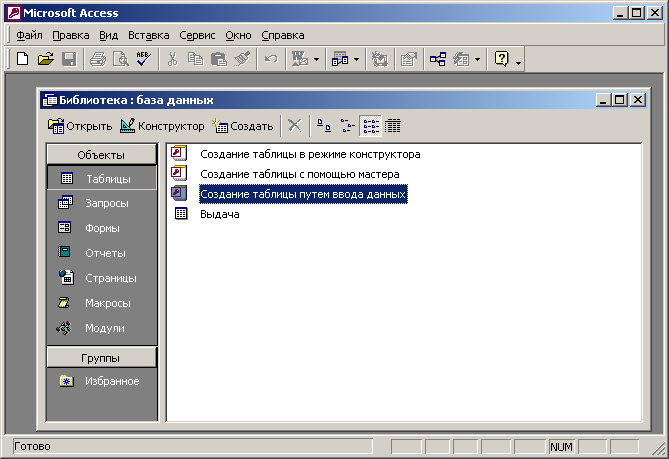 Microsoft Access
Файл Правка Вид Вставка Сервис Окно Справка
ABC
W
?
Библиотека : база данных
Открыть Конструктор Создать
Объекты
Таблицы
Запросы
Формы
Отчеты
Страницы
Макросы
Модули
Группы
Избранное
Создание таблицы в режиме конструктора
Создание таблицы с помощью мастера
Создание таблицы путем ввода данных
Выдача
Готово
NUM